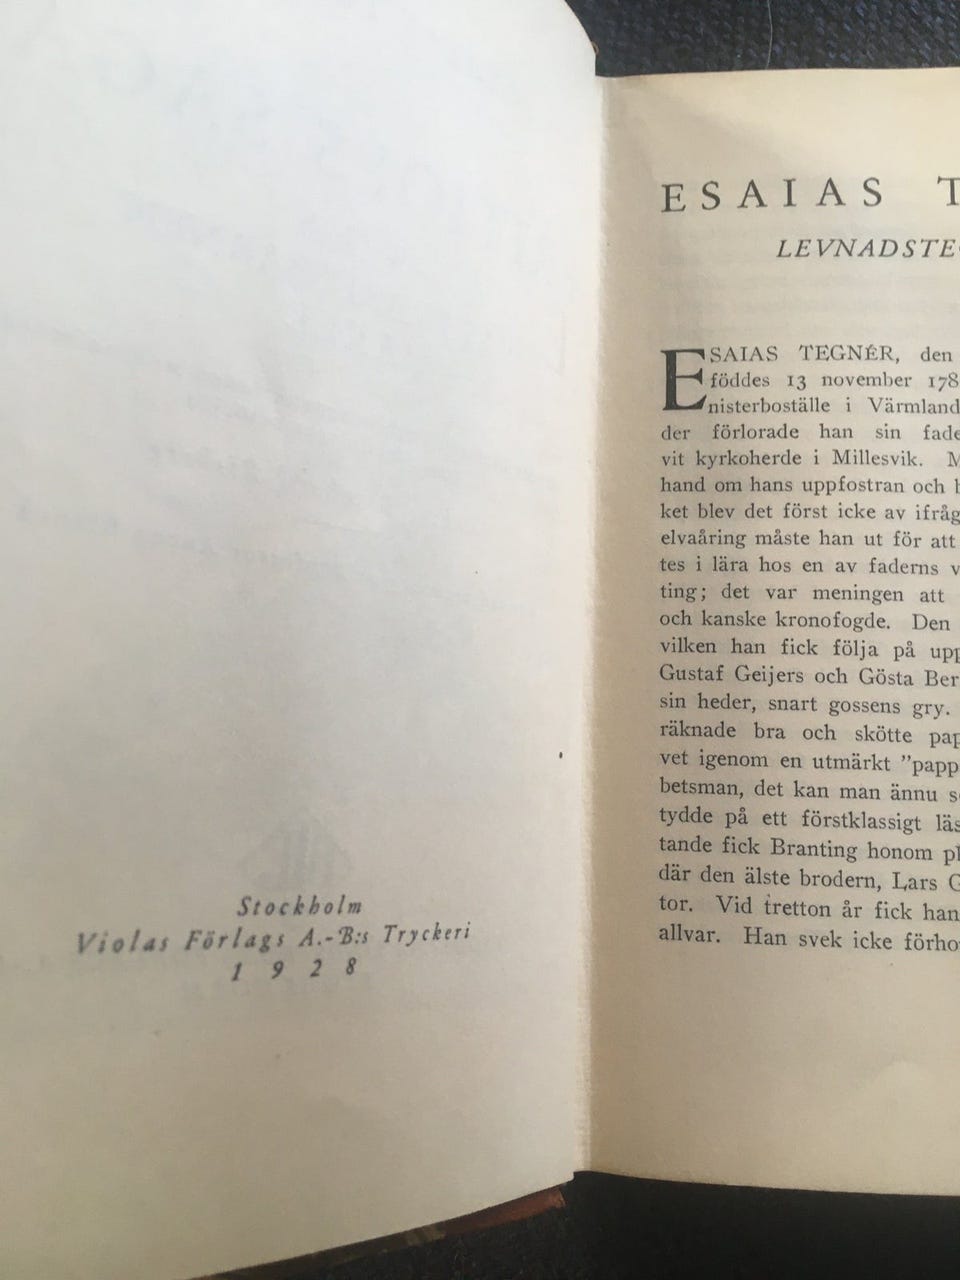 Stockholm
Violas Förlags A.-B:s Tryckeri
1928
ESAIAS T
LEVNADSTE
ESAIAS TEGNÉR, den
föddes 13 november 178
nisterboställe i Värmland
der förlorade han sin fade
vit kyrkoherde i Millesvik. M
hand om hans uppfostran och h
ket blev det först icke av ifråg
elvaåring måste han ut för att
tes i lära hos en av faderns v
ting; det var meningen att
och kanske kronofogde. Den
vilken han fick följa på upp
Gustaf Geijers och Gösta Ber
sin heder, snart gossens gry.
räknade bra och skötte pap
vet igenom en utmärkt ”papp
betsman, det kan man ännu s
tydde på ett förstklassigt läs
tande fick Branting honom pl
där den älste brodern, Lars G
tor. Vid tretton år fick han
allvar. Han svek icke förho